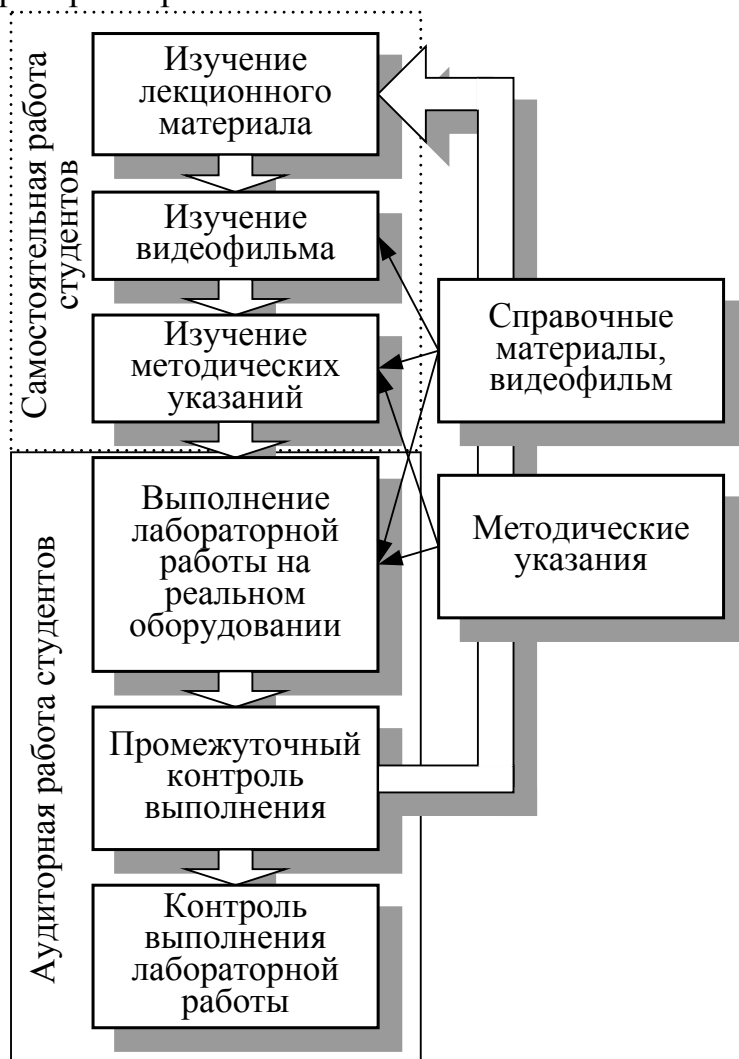 Самостоятельная работа
студентов
Изучение
лекционного
материала
Изучение
видеофильма
Изучение
методических
указаний
Справочные
материалы,
видеофильм
Методические
указания
Аудиторная работа студентов
Выполнение
лабораторной
работы на
реальном
оборудовании
Промежуточный
контроль
выполнения
Контроль
выполнения
лабораторной
работы